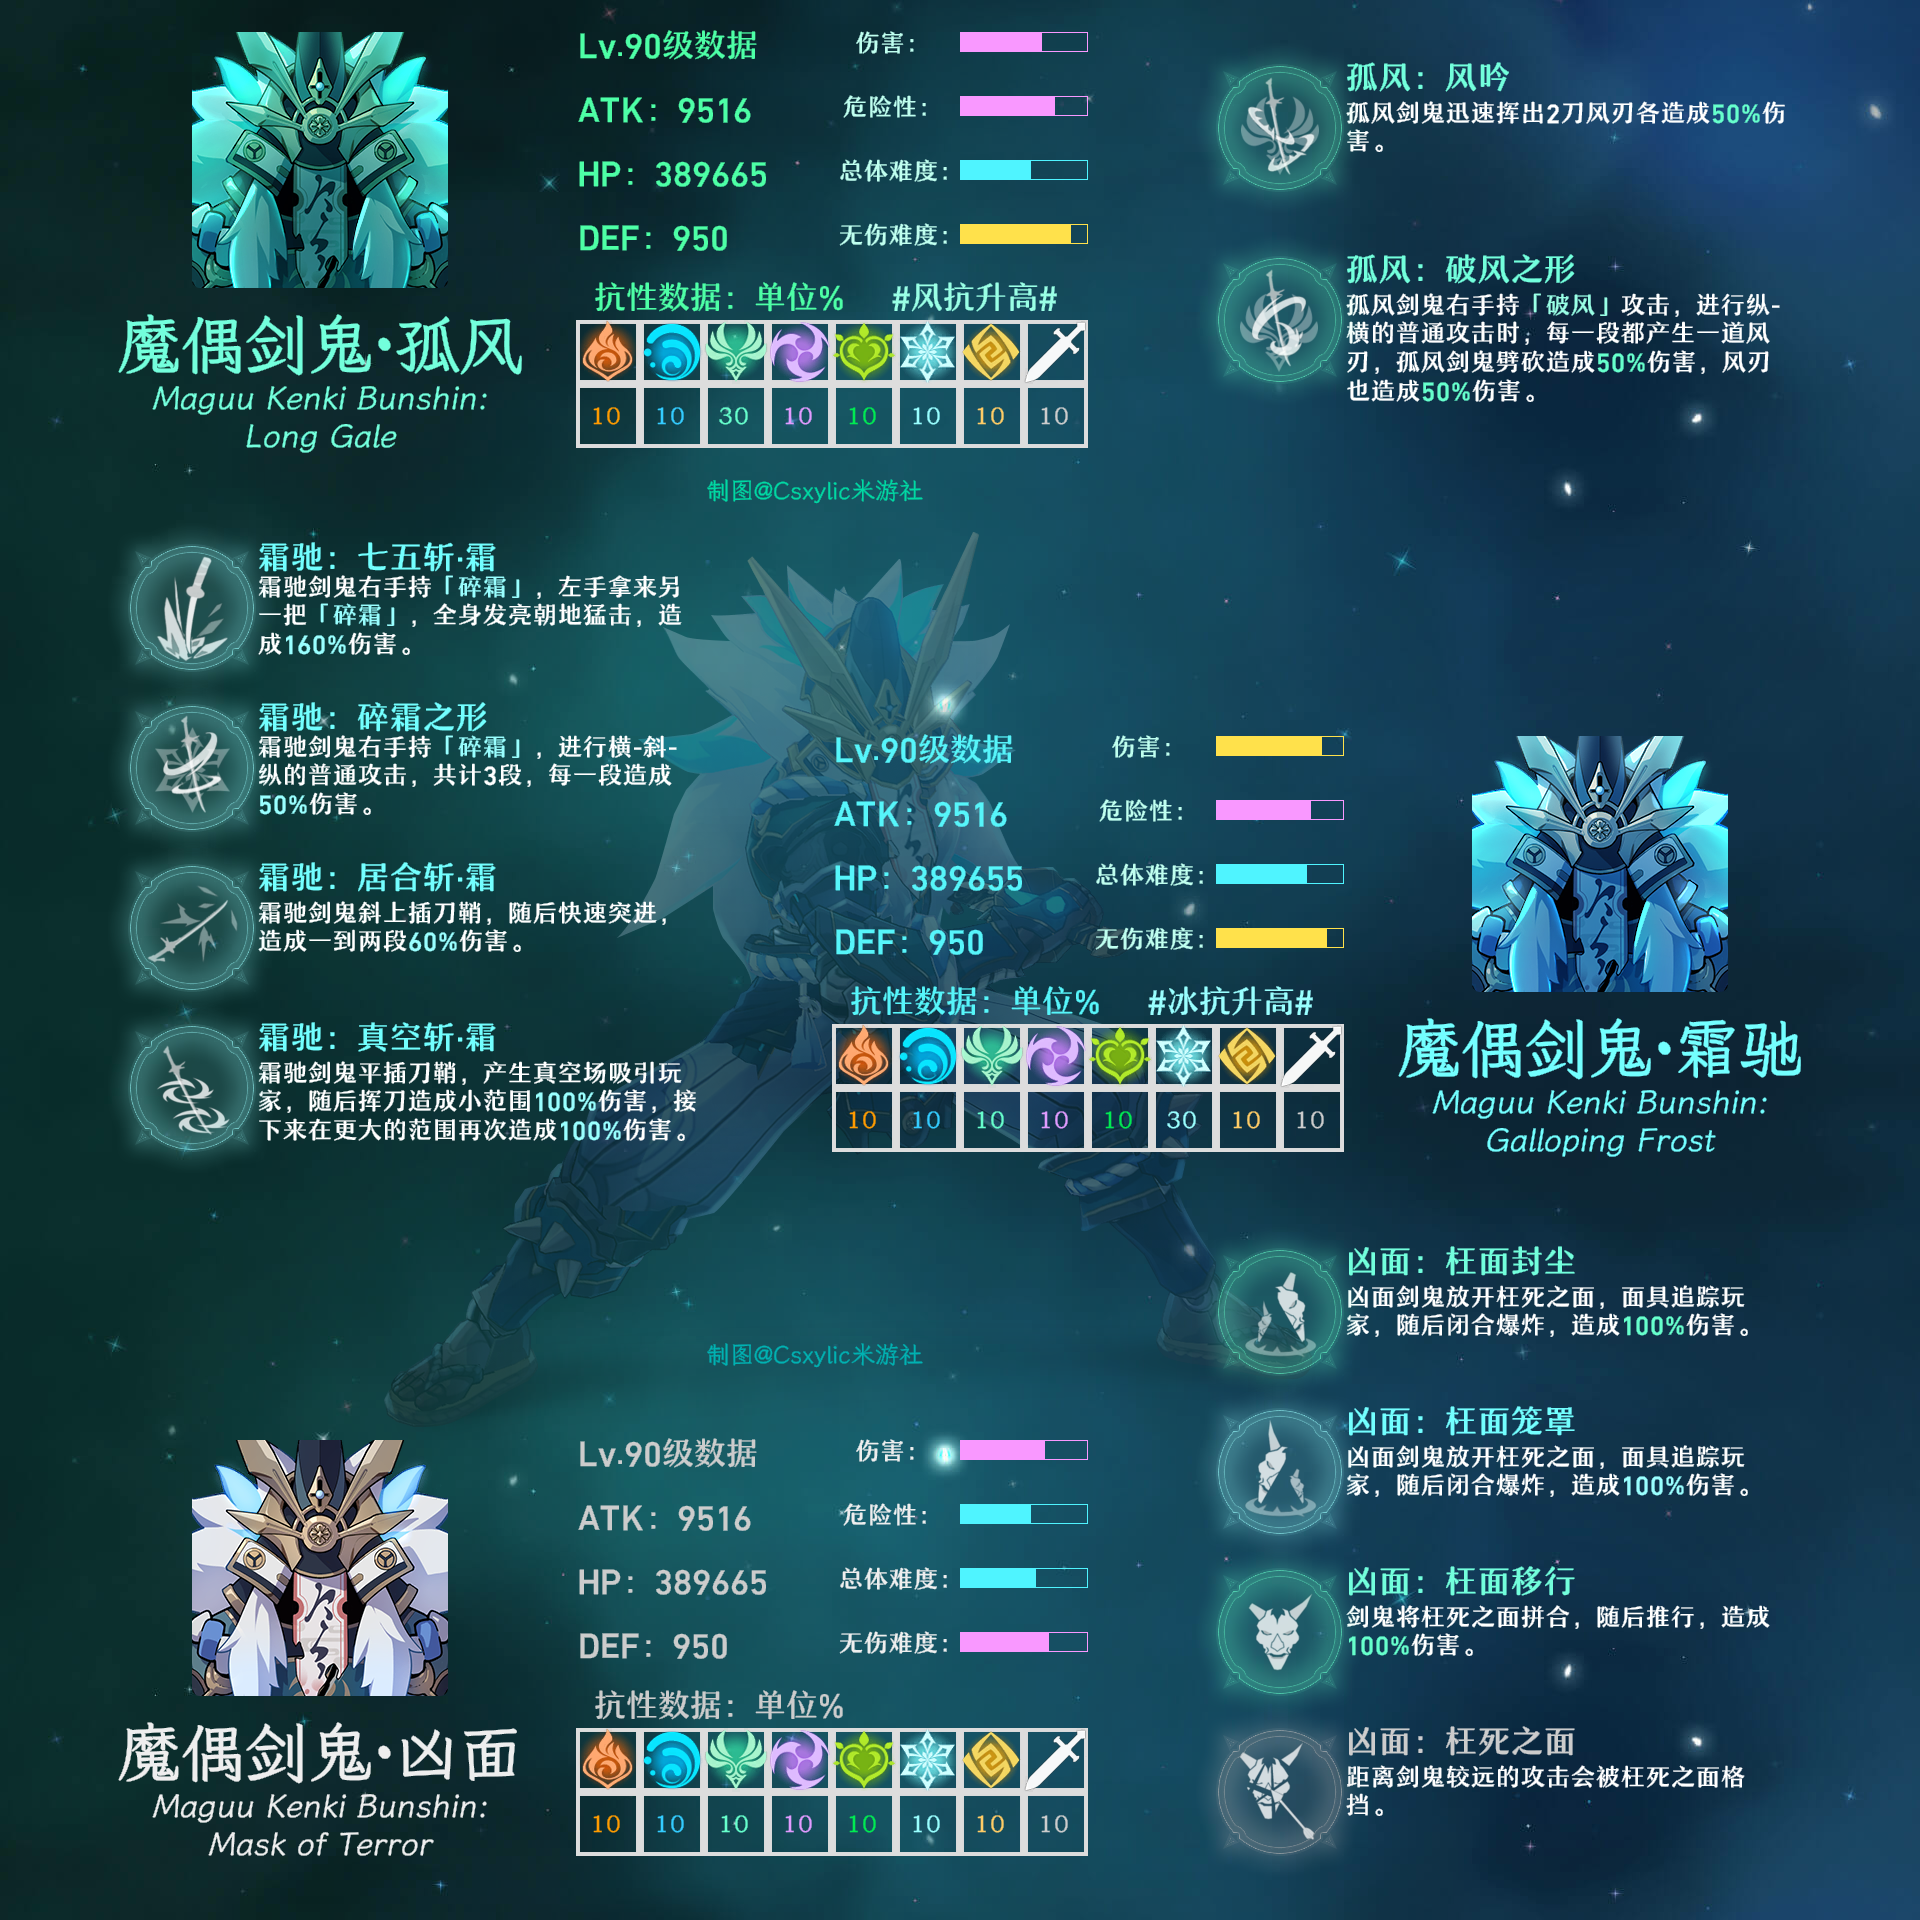 Lv.90级数据
伤害：
ATK：9516
危险性：
HP：389665
总体难度：
DEF：950
无伤难度：
抗性数据：单位% #风抗升高#
10 10 30 10 10 10 10 10
魔偶剑鬼·孤风
Maguu Kenki Bunshin:
Long Gale
孤风：风吟
孤风剑鬼迅速挥出2刀风刃各造成50%伤
害。
孤风：破风之形
孤风剑鬼右手持「破风」攻击，进行纵-
横的普通攻击时，每一段都产生一道风
刃，孤风剑鬼劈砍造成50%伤害，风刃
也造成50%伤害。
制图@Csxylic米游社
霜驰：七五斩·霜
霜驰剑鬼右手持「碎霜」，左手拿来另
一把「碎霜」，全身发亮朝地猛击，造
成160%伤害。
霜驰：碎霜之形
霜驰剑鬼右手持「碎霜」，进行横-斜-
纵的普通攻击，共计3段，每一段造成
50%伤害。
霜驰：居合斩·霜
霜驰剑鬼斜上插刀鞘，随后快速突进，
造成一到两段60%伤害。
霜驰：真空斩·霜
霜驰剑鬼平插刀鞘，产生真空场吸引玩
家，随后挥刀造成小范围100%伤害，接
下来在更大的范围再次造成100%伤害。
Lv.90级数据
伤害：
ATK：9516
危险性：
HP：389655
总体难度：
DEF：950
无伤难度：
抗性数据：单位% #冰抗升高#
10 10 10 10 10 30 10 10
魔偶剑鬼·霜驰
Maguu Kenki Bunshin:
Galloping Frost
凶面：枉面封尘
凶面剑鬼放开枉死之面，面具追踪玩
家，随后闭合爆炸，造成100%伤害。
凶面：枉面笼罩
凶面剑鬼放开枉死之面，面具追踪玩
家，随后闭合爆炸，造成100%伤害。
凶面：枉面移行
剑鬼将枉死之面拼合，随后推行，造成
100%伤害。
凶面：枉死之面
距离剑鬼较远的攻击会被枉死之面格
挡。
制图@Csxylic米游社
Lv.90级数据
伤害：
ATK：9516
危险性：
HP：389665
总体难度：
DEF：950
无伤难度：
抗性数据：单位%
10 10 10 10 10 10 10 10
魔偶剑鬼·凶面
Maguu Kenki Bunshin:
Mask of Terror